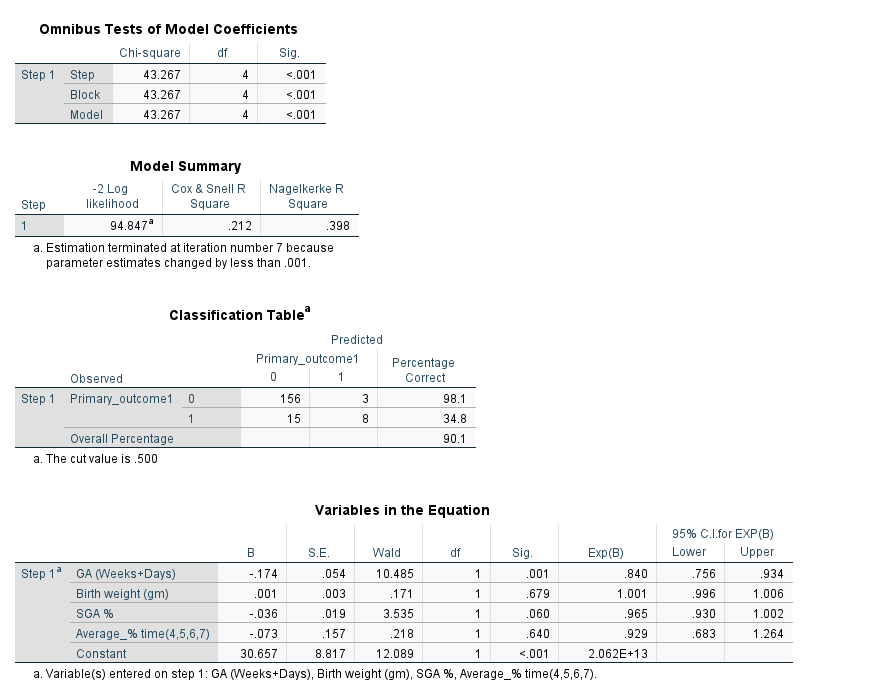 Omnibus Tests of Model Coefficients
Chi-square df Sig.
Step 1 Step 43.267 4 <.001
Block 43.267 4 <.001
Model 43.267 4 <.001
Model Summary
Step -2 Log likelihood Cox & Snell R Square Nagelkerke R Square
1 94.847a .212 .398
a. Estimation terminated at iteration number 7 because
parameter estimates changed by less than .001.
Classification Tablea
Predicted
Primary_outcome1 Percentage Correct
Observed 0 1
Step 1 Primary_outcome1 0 156 3 98.1
1 15 8 34.8
Overall Percentage 90.1
a. The cut value is .500
Variables in the Equation
95% C.I.for EXP(B)
B S.E. Wald df Sig. Exp(B) Lower Upper
Step 1a GA (Weeks+Days) -.174 .054 10.485 1 .001 .840 .756 .934
Birth weight (gm) .001 .003 .171 1 .679 1.001 .996 1.006
SGA % -.036 .019 3.535 1 .060 .965 .930 1.002
Average_% time(4,5,6,7) -.073 .157 .218 1 .640 .929 .683 1.264
Constant 30.657 8.817 12.089 1 <.001 2.062E+13
a. Variable(s) entered on step 1: GA (Weeks+Days), Birth weight (gm), SGA %, Average_% time(4,5,6,7).